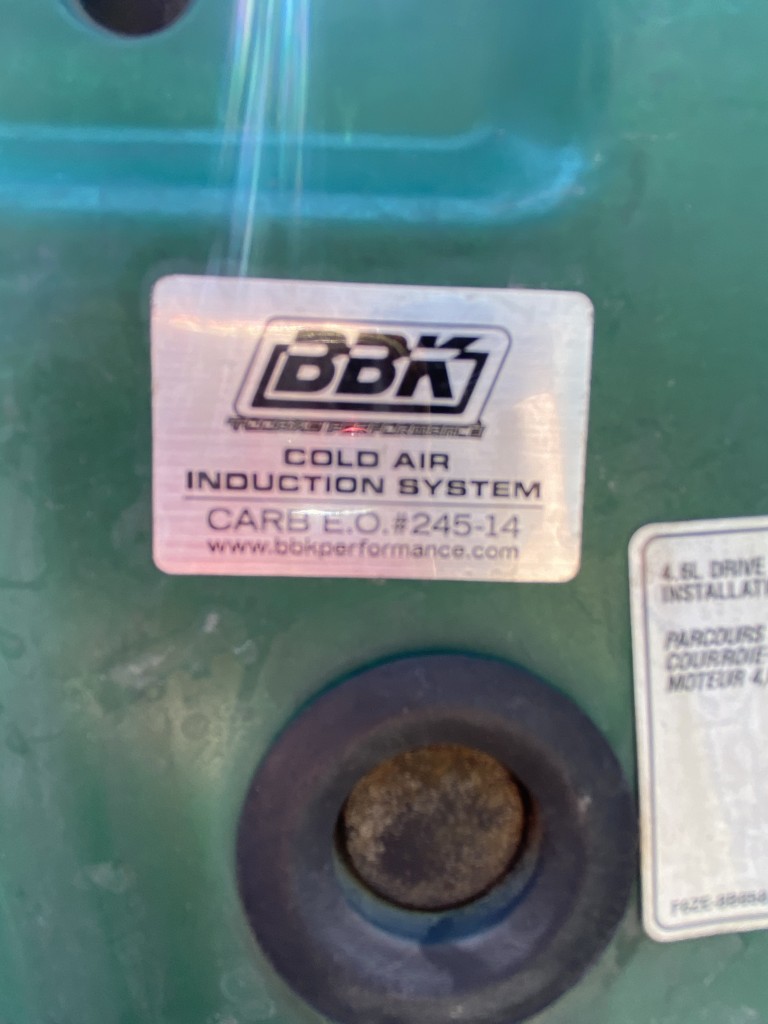 BBK
PERFORMANCE
COLD AIR
INDUCTION SYSTEM
CARB E.O.#245-14
www.bbkperformance.com
4.6L DRIVE
INSTALLATI
PARCOURS
COURROIE
MOTEUR 4,